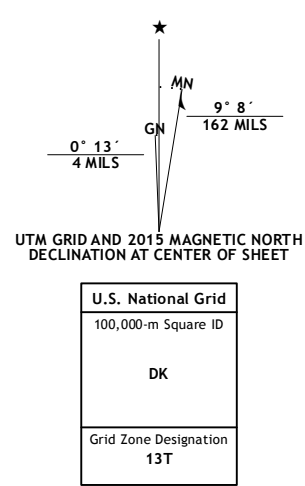 MN
9° 8´
162 MILS
GN
0° 13´
4 MILS
UTM GRID AND 2015 MAGNETIC NORTH
DECLINATION AT CENTER OF SHEET
U.S. National Grid
100,000-m Square ID
DK
Grid Zone Designation
13T